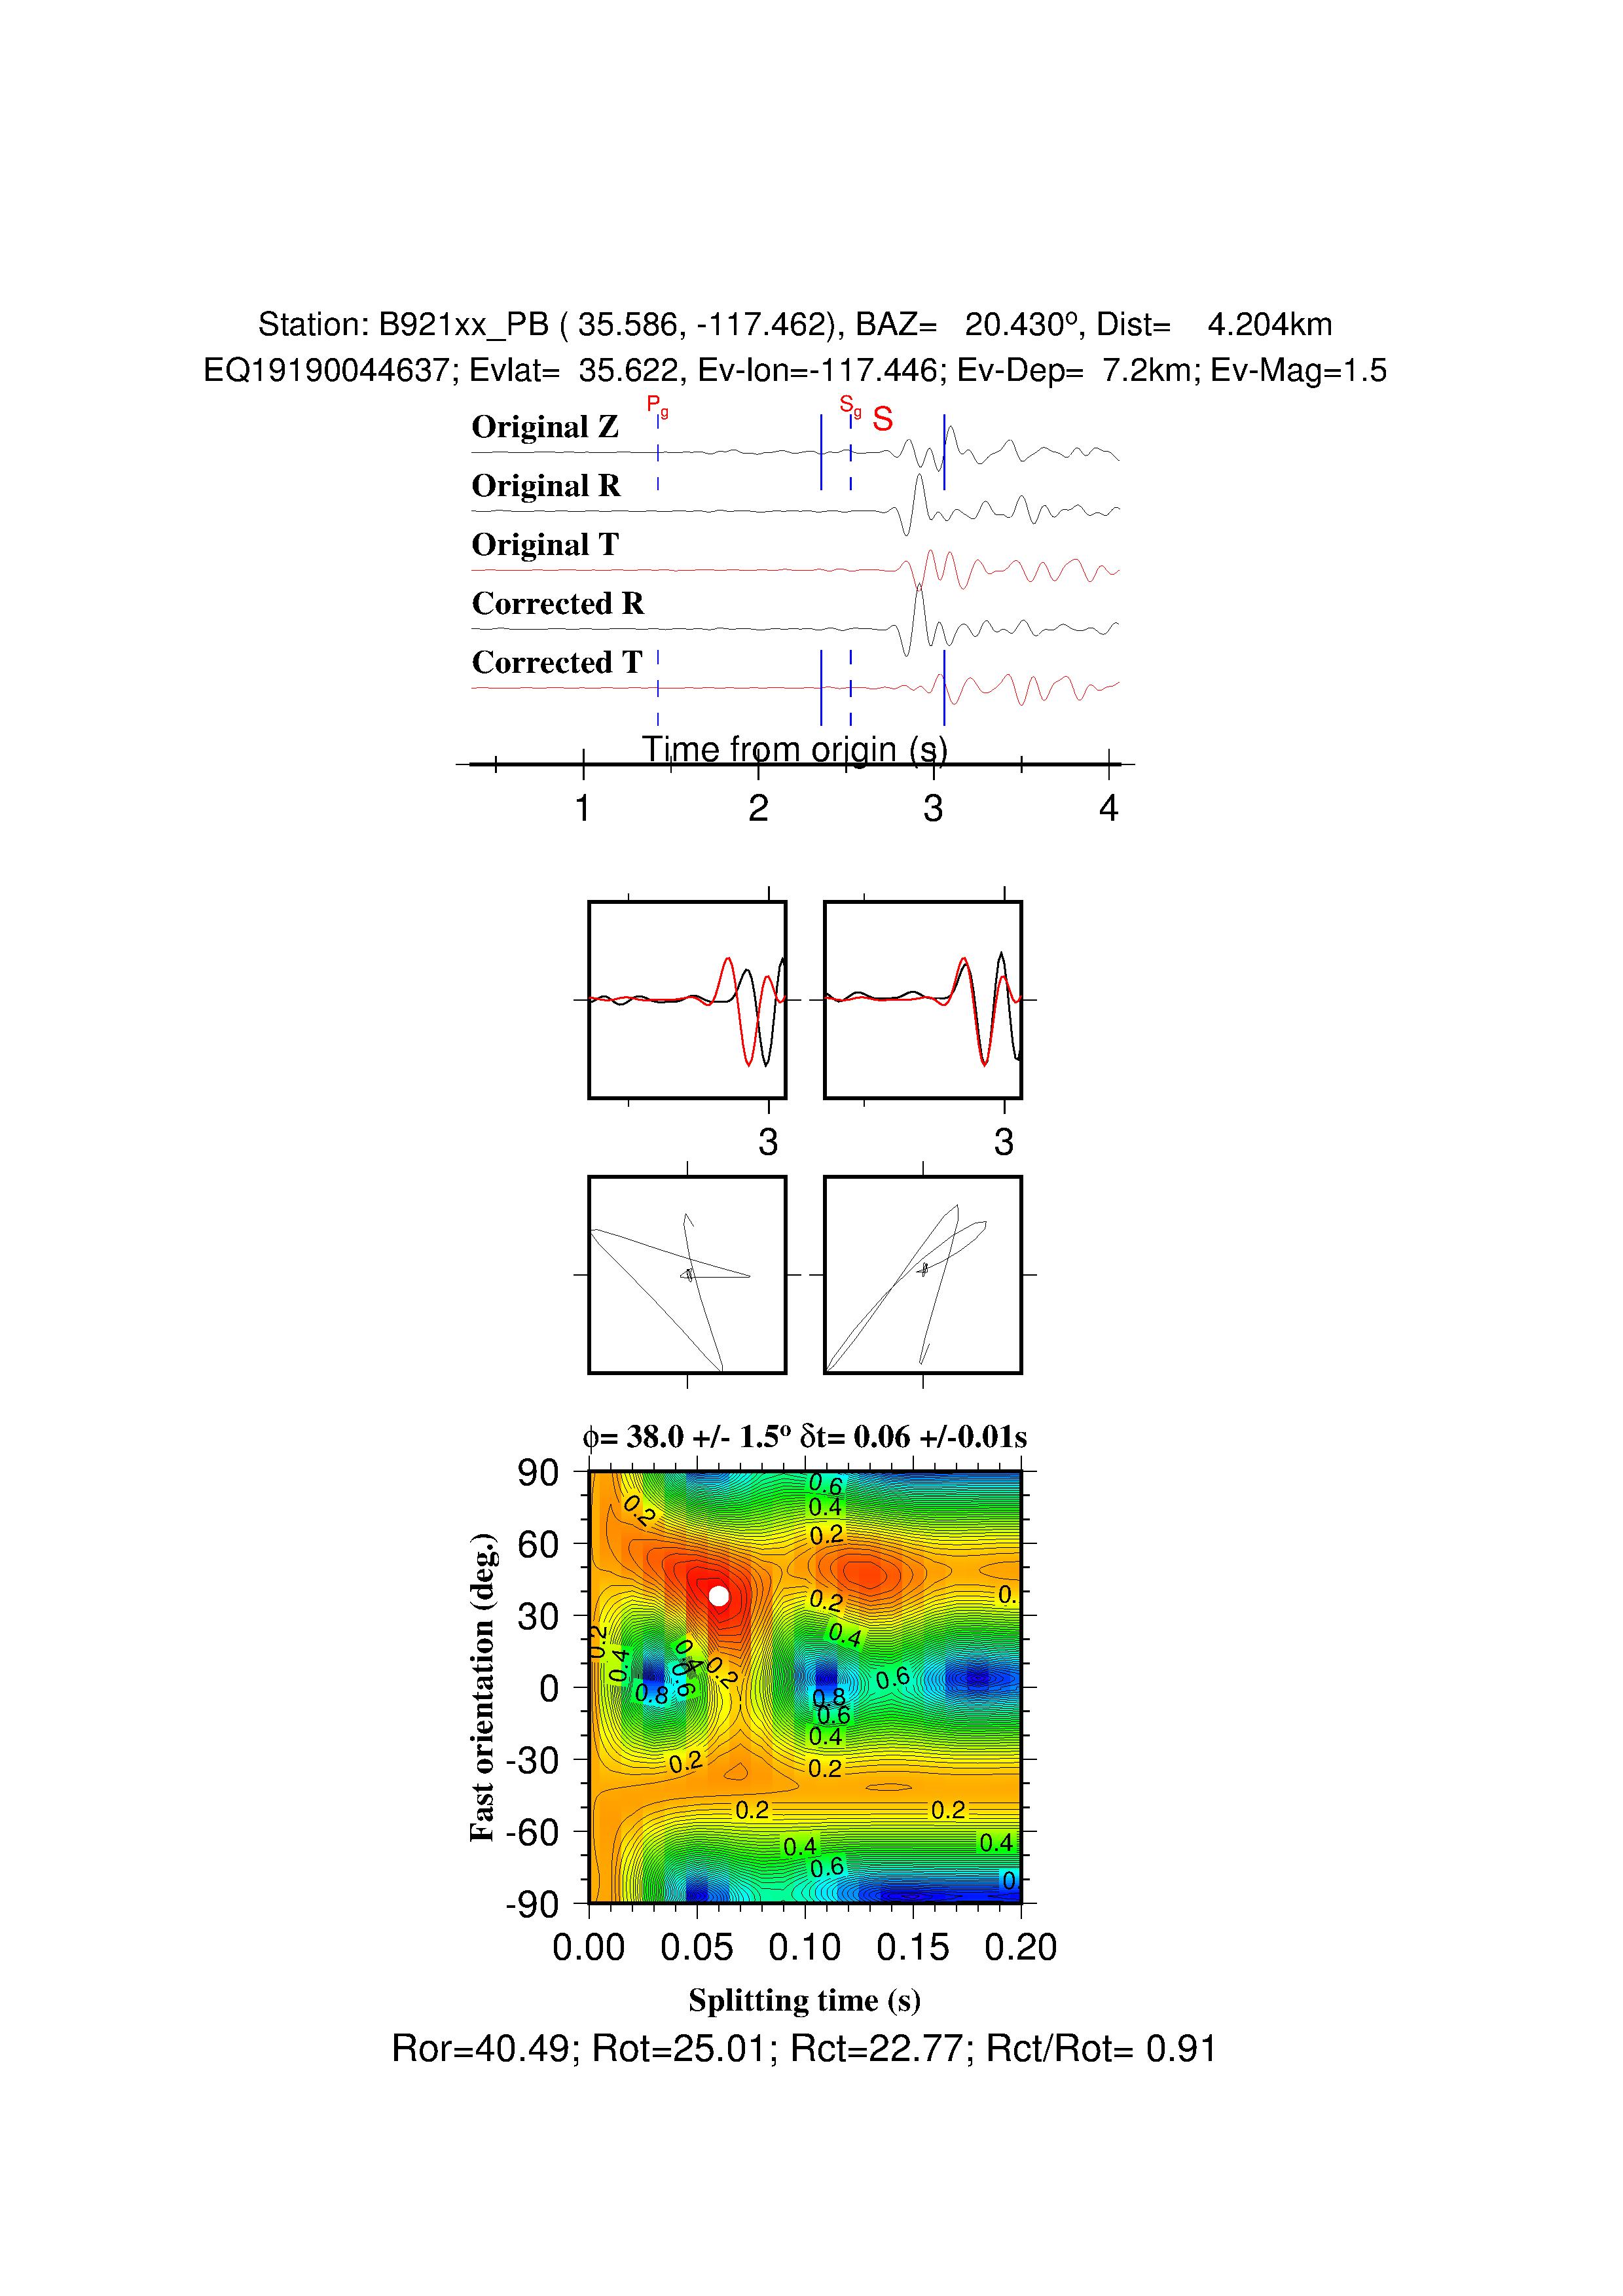 Station: B921xx_PB ( 35.586, -117.462), BAZ= 20.430º, Dist= 4.204km
EQ19190044637; Evlat= 35.622, Ev-lon=-117.446; Ev-Dep= 7.2km; Ev-Mag=1.5
Pg Sg S
Original Z
Original R
Original T
Corrected R
Corrected T
Time from origin (s)
1 2 3 4
3 3
ϕ= 38.0 +/- 1.5º δt= 0.06 +/-0.01s
90
60
30
0
-30
-60
-90
Fast orientation (deg.)
0.6
0.4
0.2
0.2
0.2
0.
0.2
0.4
0.4
0.4
0.6
0.2
0.8
0.6
0.8
0.6
0.4
0.2
0.2
0.2
0.2
0.4
0.4
0.6
0.
0.00 0.05 0.10 0.15 0.20
Splitting time (s)
Ror=40.49; Rot=25.01; Rct=22.77; Rct/Rot= 0.91